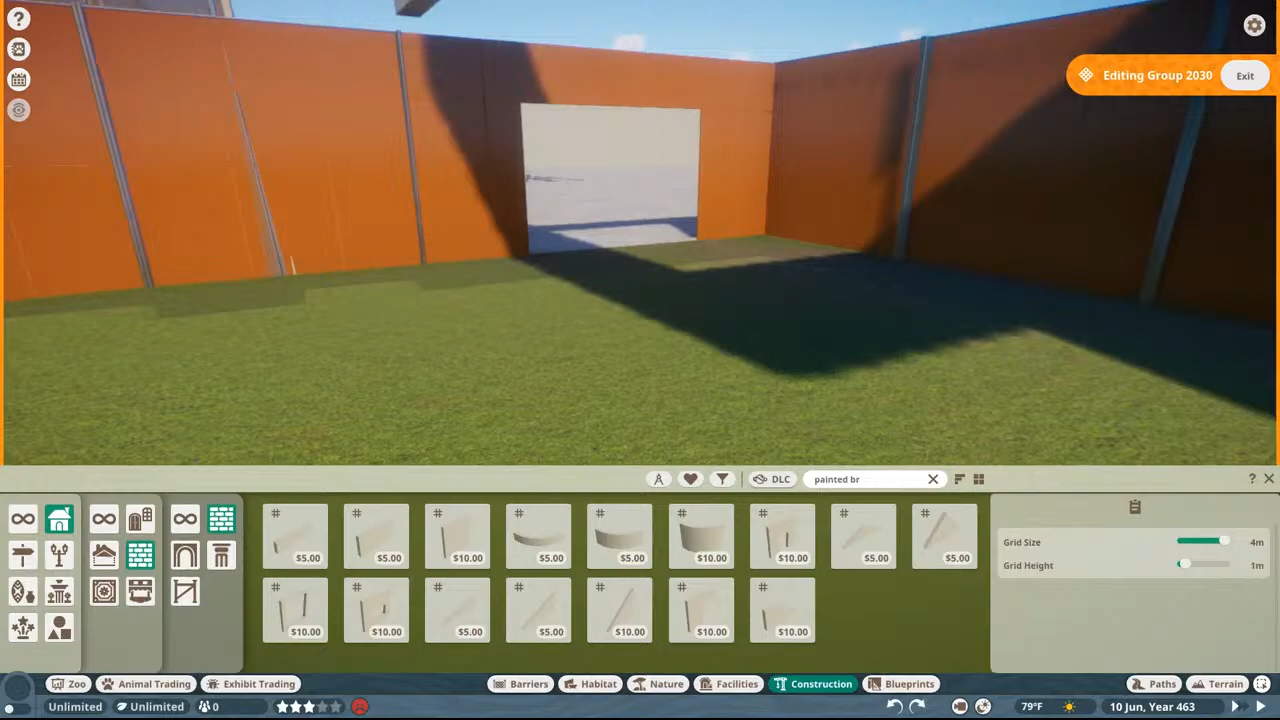 ?
Editing Group 2030
Exit
DLC
painted br
?
$5.00
$5.00
$10.00
$5.00
$5.00
$10.00
$10.00
$5.00
$5.00
$10.00
$10.00
$5.00
$5.00
$10.00
$10.00
$10.00
Grid Size
4m
Grid Height
1m
Zoo
Animal Trading
Exhibit Trading
Barriers
Habitat
Nature
Facilities
Construction
Blueprints
Paths
Terrain
Unlimited
Unlimited
0
79°F
10 Jun, Year 463